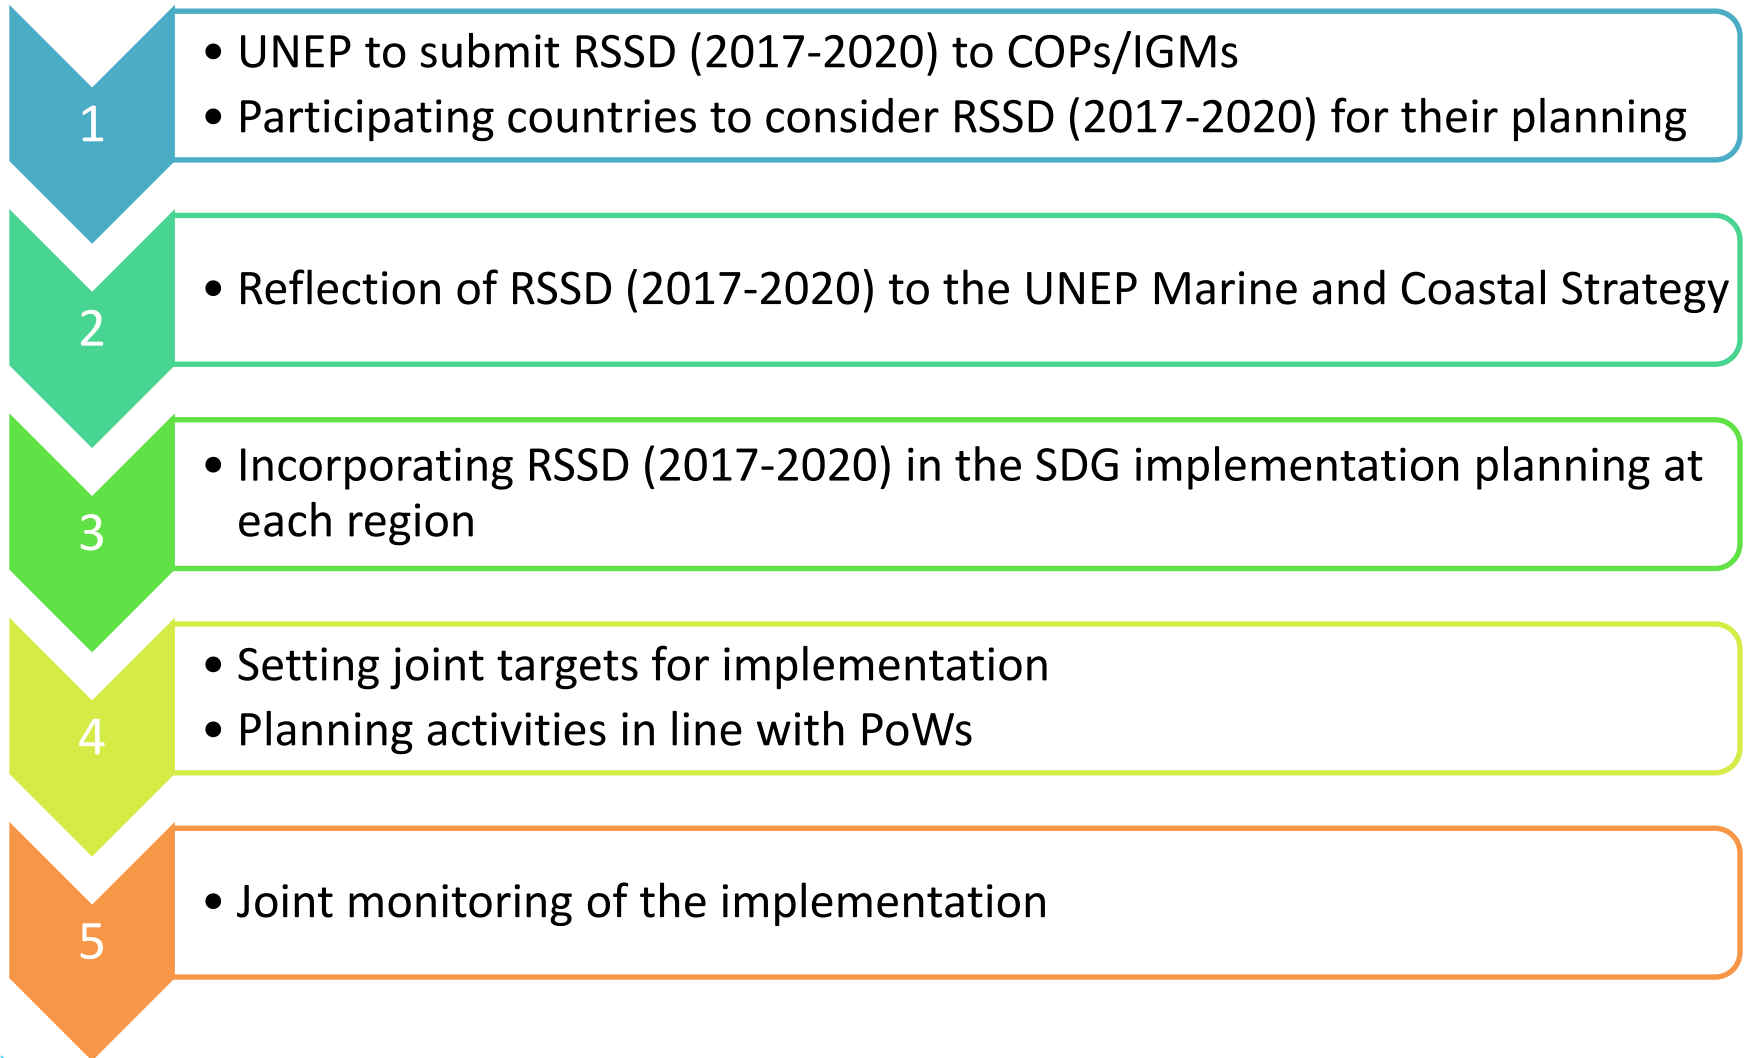 1
• UNEP to submit RSSD (2017-2020) to COPs/IGMs
• Participating countries to consider RSSD (2017-2020) for their planning
2
• Reflection of RSSD (2017-2020) to the UNEP Marine and Coastal Strategy
3
• Incorporating RSSD (2017-2020) in the SDG implementation planning at
each region
4
• Setting joint targets for implementation
• Planning activities in line with PoWs
5
• Joint monitoring of the implementation